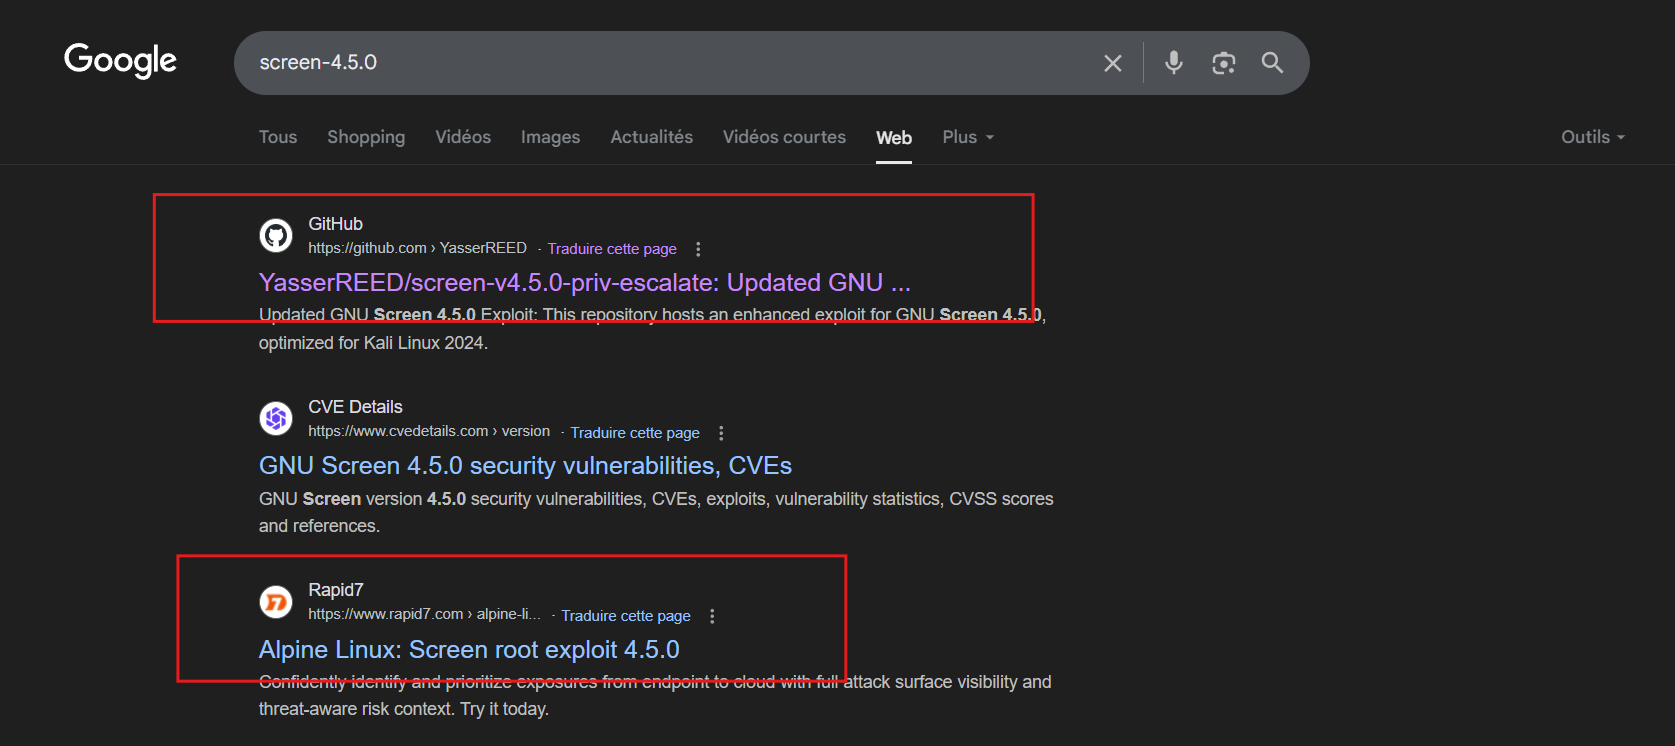 Google
screen-4.5.0
Tous Shopping Vidéos Images Actualités Vidéos courtes Web Plus Outils
GitHub
https://github.com › YasserREED · Traduire cette page
YasserREED/screen-v4.5.0-priv-escalate: Updated GNU ...
Updated GNU Screen 4.5.0 Exploit: This repository hosts an enhanced exploit for GNU Screen 4.5.0,
optimized for Kali Linux 2024.
CVE Details
https://www.cvedetails.com › version · Traduire cette page
GNU Screen 4.5.0 security vulnerabilities, CVEs
GNU Screen version 4.5.0 security vulnerabilities, CVEs, exploits, vulnerability statistics, CVSS scores
and references.
Rapid7
https://www.rapid7.com › alpine-li... · Traduire cette page
Alpine Linux: Screen root exploit 4.5.0
Confidently identify and prioritize exposures from endpoint to cloud with full attack surface visibility and
threat-aware risk context. Try it today.